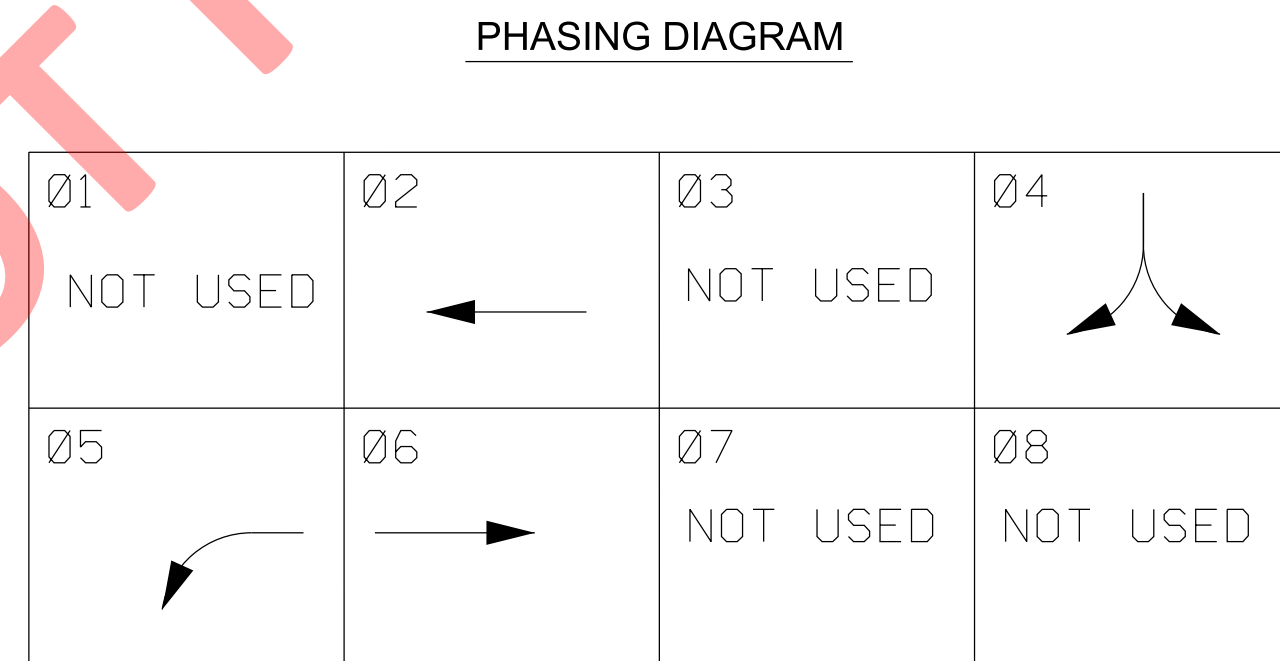 PHASING DIAGRAM
Ø1
Ø2
Ø3
Ø4
NOT USED
NOT USED
Ø5
Ø6
Ø7
Ø8
NOT USED
NOT USED